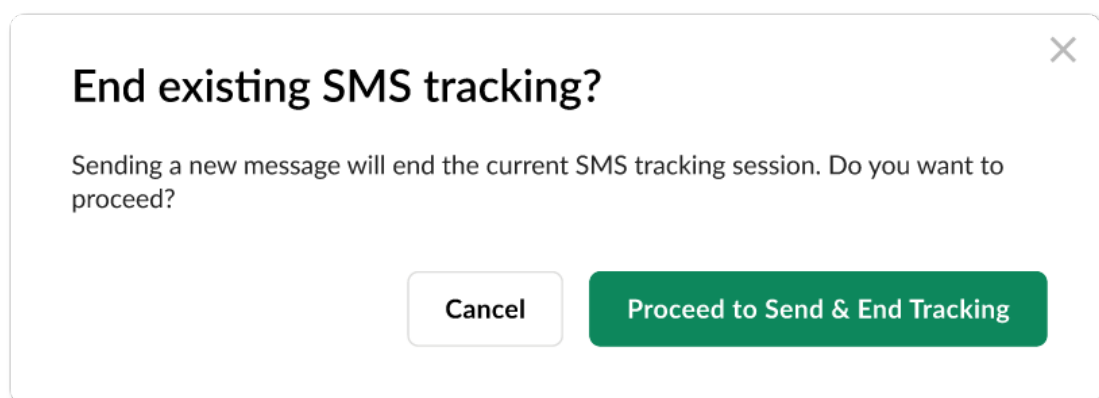 End existing SMS tracking?
Sending a new message will end the current SMS tracking session. Do you want to
proceed?
Cancel
Proceed to Send & End Tracking